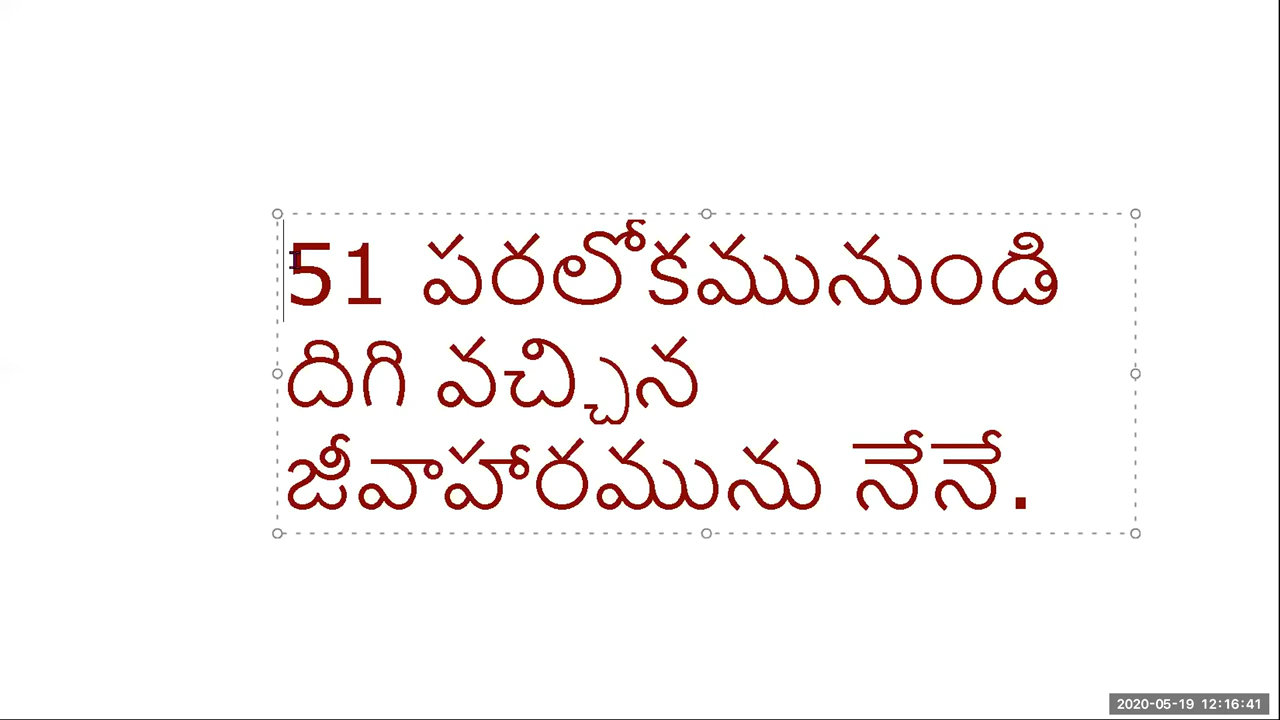 51 పరలోకమునుండి
దిగి వచ్చిన
జీవాహారమును నేనే.
2020-05-19 12:16:41